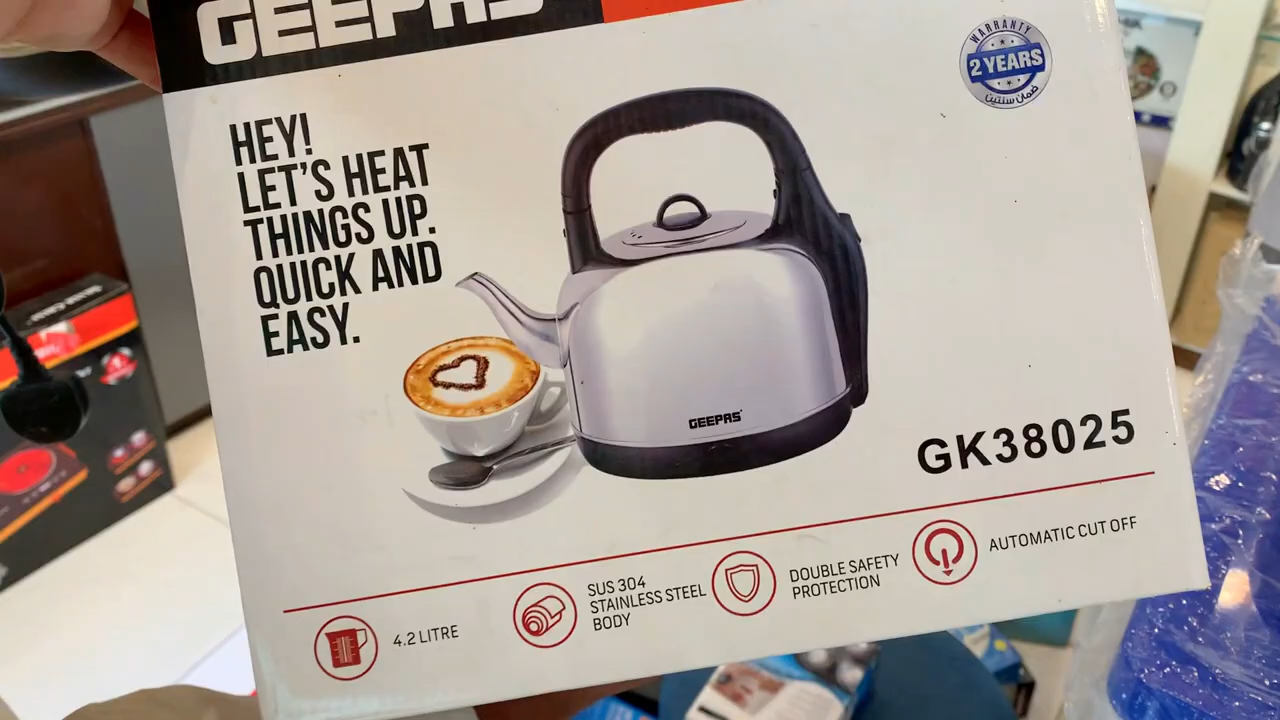 GEEPAS
WARRANTY
2 YEARS
ضمان سنتين
HEY!
LET'S HEAT
THINGS UP.
QUICK AND
EASY.
GEEPAS
GK38025
4.2 LITRE
SUS 304
STAINLESS STEEL
BODY
DOUBLE SAFETY
PROTECTION
AUTOMATIC CUT OFF